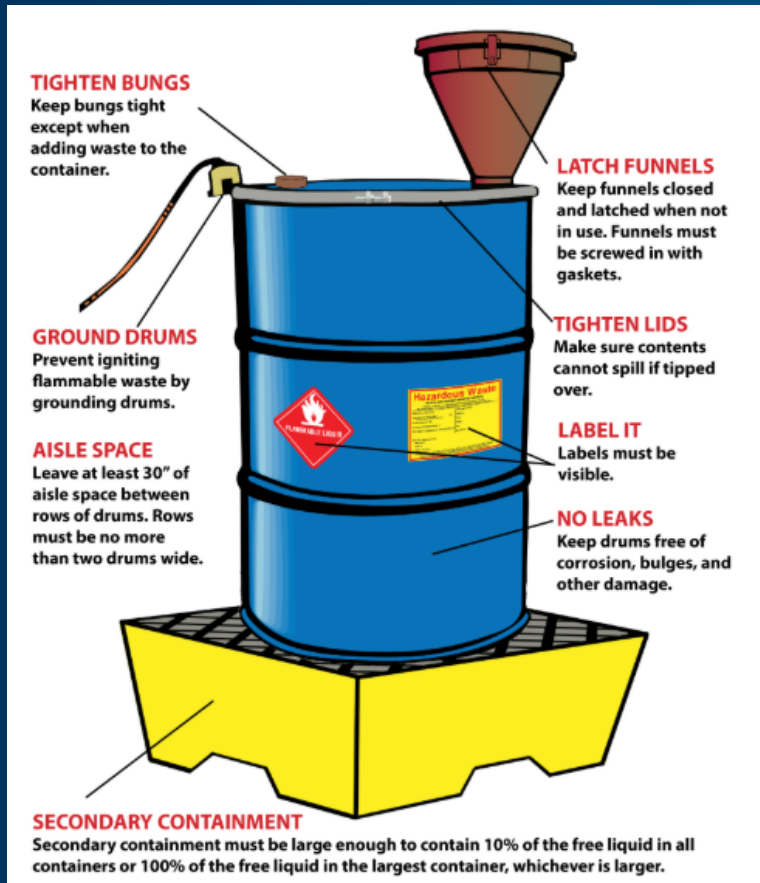 TIGHTEN BUNGS
Keep bungs tight
except when
adding waste to the
container.
LATCH FUNNELS
Keep funnels closed
and latched when not
in use. Funnels must
be screwed in with
gaskets.
GROUND DRUMS
Prevent igniting
flammable waste by
grounding drums.
TIGHTEN LIDS
Make sure contents
cannot spill if tipped
over.
AISLE SPACE
Leave at least 30" of
aisle space between
rows of drums. Rows
must be no more
than two drums wide.
FLAMMABLE LIQUID
Hazardous Waste
LABEL IT
Labels must be
visible.
NO LEAKS
Keep drums free of
corrosion, bulges, and
other damage.
SECONDARY CONTAINMENT
Secondary containment must be large enough to contain 10% of the free liquid in all
containers or 100% of the free liquid in the largest container, whichever is larger.